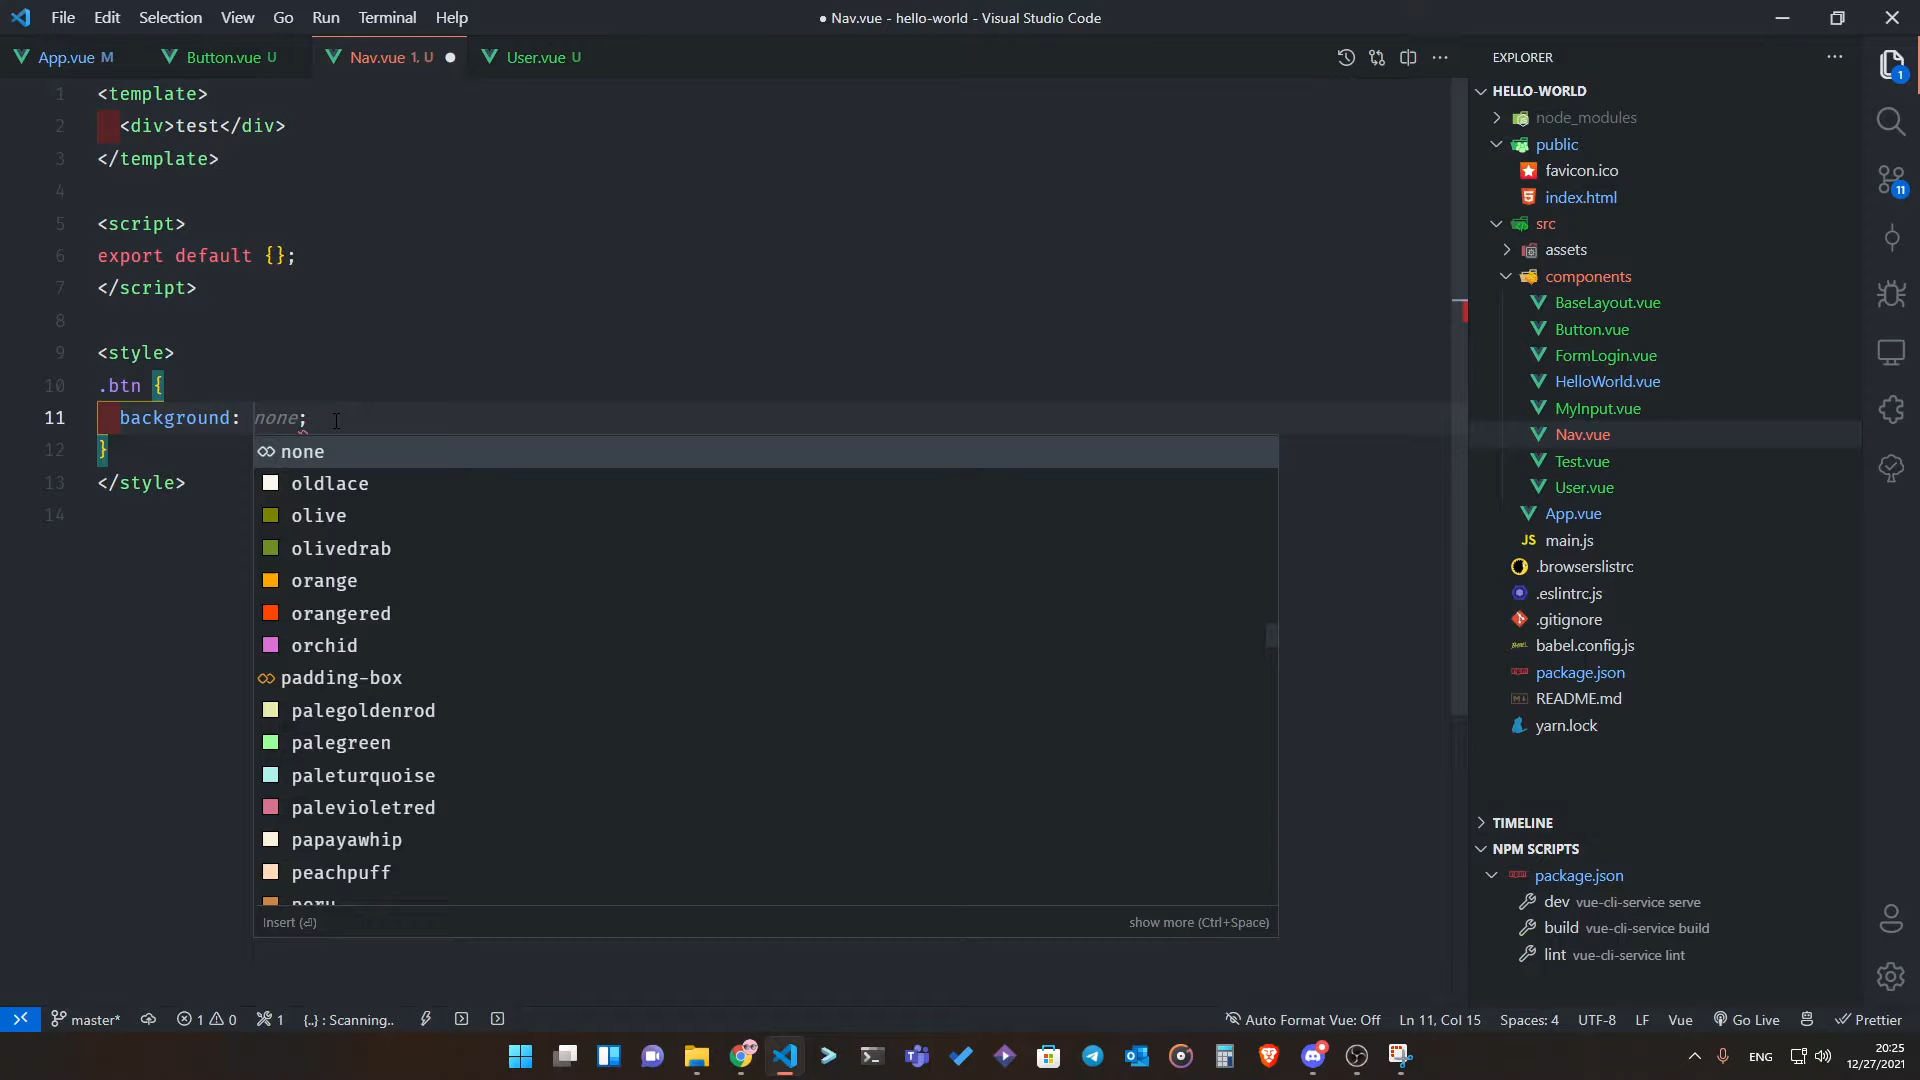 File Edit Selection View Go Run Terminal Help
● Nav.vue - hello-world - Visual Studio Code
App.vue M Button.vue U Nav.vue 1, U User.vue U
1 <template>
2 <div>test</div>
3 </template>
4
5 <script>
6 export default {};
7 </script>
8
9 <style>
10 .btn {
11 background: none;
12 }
13 </style>
14
none
oldlace
olive
olivedrab
orange
orangered
orchid
padding-box
palegoldenrod
palegreen
paleturquoise
palevioletred
papayawhip
peachpuff
peru
Insert (⏎) show more (Ctrl+Space)
EXPLORER
HELLO-WORLD
node_modules
public
favicon.ico
index.html
src
assets
components
BaseLayout.vue
Button.vue
FormLogin.vue
HelloWorld.vue
MyInput.vue
Nav.vue
Test.vue
User.vue
App.vue
JS main.js
.browserslistrc
.eslintrc.js
.gitignore
babel.config.js
package.json
README.md
yarn.lock
TIMELINE
NPM SCRIPTS
package.json
dev vue-cli-service serve
build vue-cli-service build
lint vue-cli-service lint
1
11
master* 1 0 1 {..} : Scanning..
Auto Format Vue: Off Ln 11, Col 15 Spaces: 4 UTF-8 LF Vue Go Live Prettier
ENG
20:25
12/27/2021